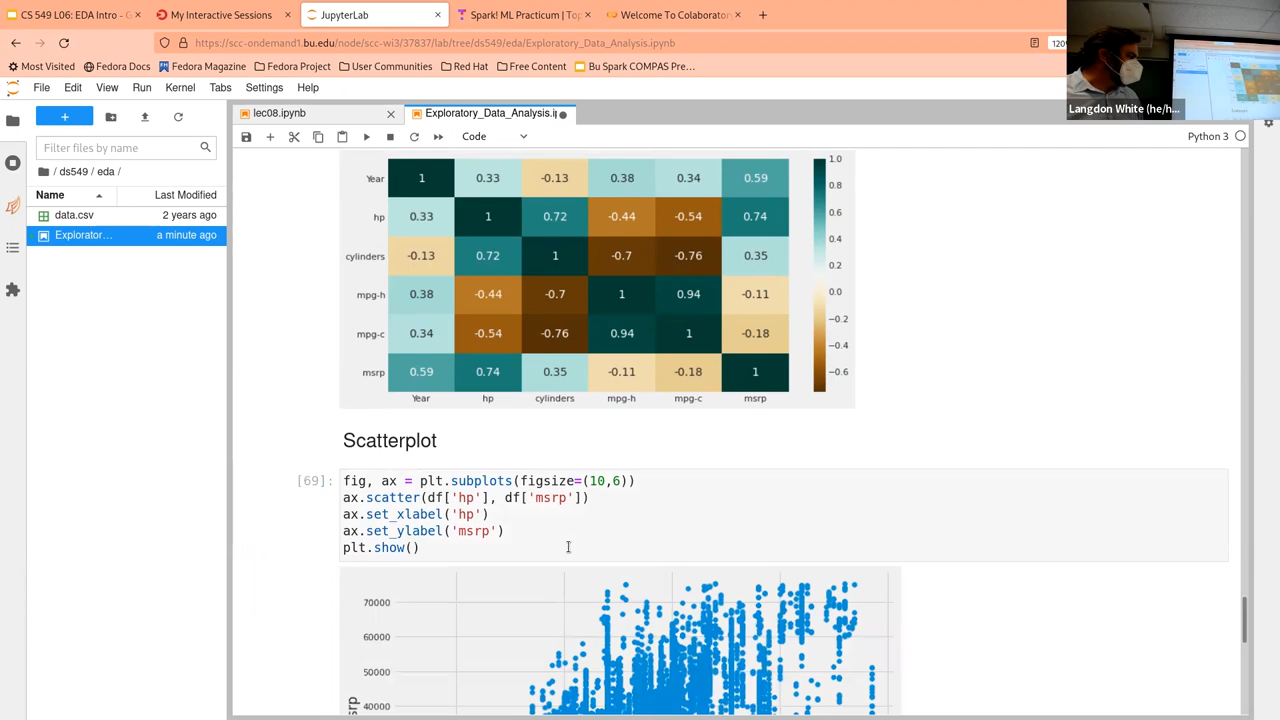 CS 549 L06: EDA Intro - G
My Interactive Sessions
JupyterLab
Spark! ML Practicum | Top
Welcome To Colaborator
https://scc-ondemand1.bu.edu/node/scc-wi3/37837/lab/tree/ds549/eda/Exploratory_Data_Analysis.ipynb
120%
Most Visited
Fedora Docs
Fedora Magazine
Fedora Project
User Communities
Red Hat
Free Content
Bu Spark COMPAS Pre...
Langdon White (he/h...
File Edit View Run Kernel Tabs Settings Help
lec08.ipynb
Exploratory_Data_Analysis.ip
Code
Python 3
Filter files by name
/ ds549 / eda /
Name Last Modified
data.csv 2 years ago
Explorator... a minute ago
Year 1 0.33 -0.13 0.38 0.34 0.59
hp 0.33 1 0.72 -0.44 -0.54 0.74
cylinders -0.13 0.72 1 -0.7 -0.76 0.35
mpg-h 0.38 -0.44 -0.7 1 0.94 -0.11
mpg-c 0.34 -0.54 -0.76 0.94 1 -0.18
msrp 0.59 0.74 0.35 -0.11 -0.18 1
Year hp cylinders mpg-h mpg-c msrp
1.0
0.8
0.6
0.4
0.2
0.0
−0.2
−0.4
−0.6
Scatterplot
[69]:
fig, ax = plt.subplots(figsize=(10,6))
ax.scatter(df['hp'], df['msrp'])
ax.set_xlabel('hp')
ax.set_ylabel('msrp')
plt.show()
70000
60000
50000
40000